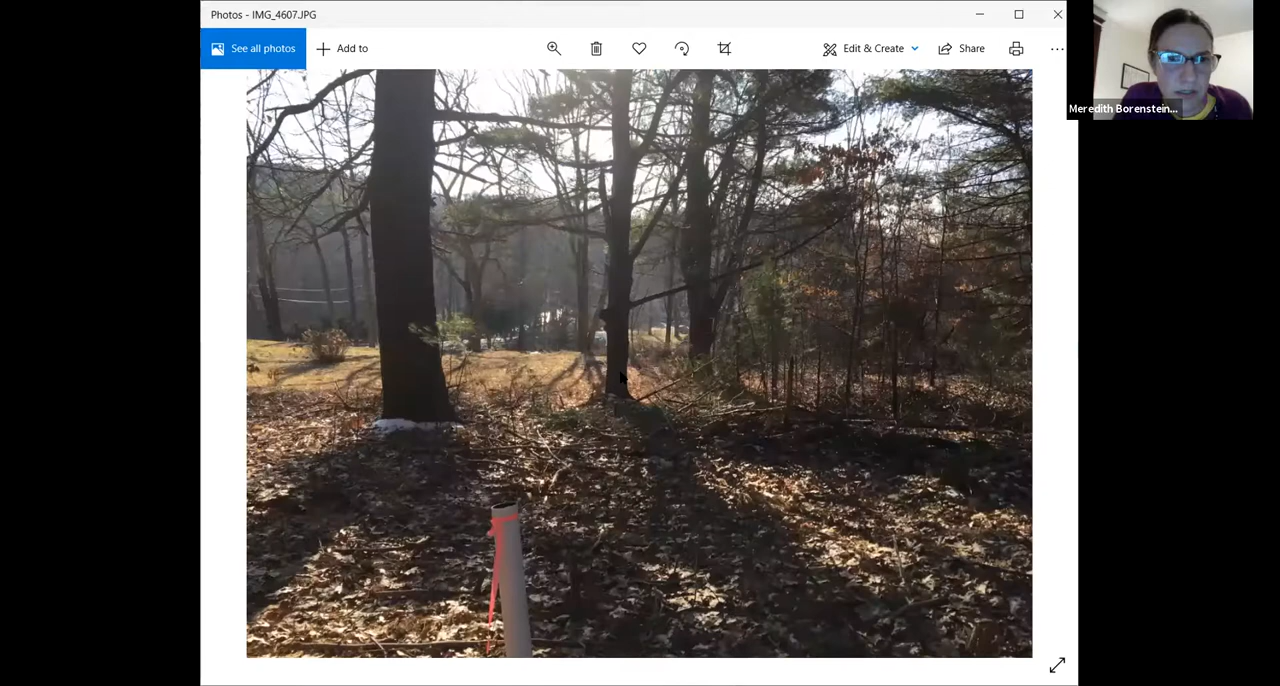 Photos - IMG_4607.JPG
See all photos
Add to
Edit & Create
Share
Meredith Borenstein...